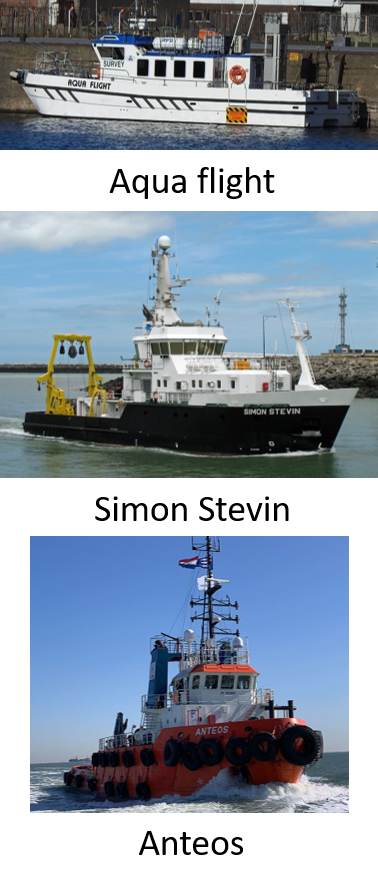 SURVEY
AQUA FLIGHT
Aqua flight
SIMON STEVIN
Simon Stevin
ANTEOS
Anteos